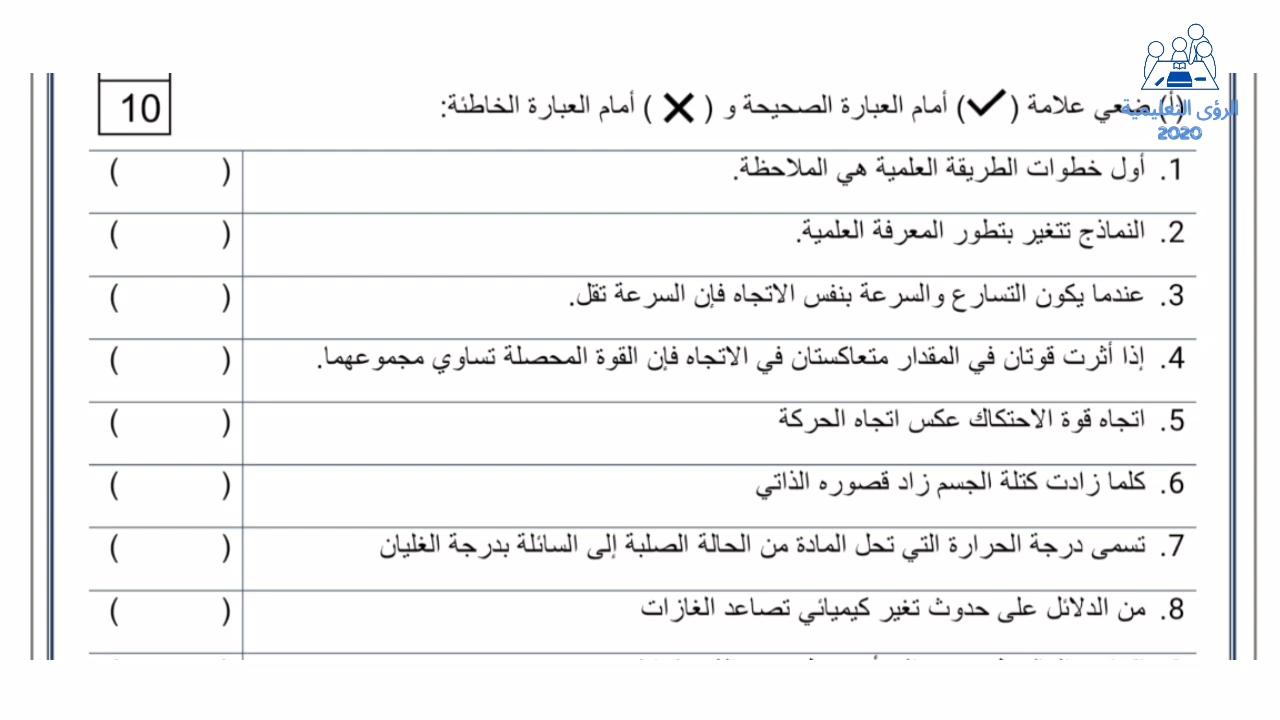 الرؤى التعليمية
2020
10
(أ) ضعي علامة (✓) أمام العبارة الصحيحة و (✗) أمام العبارة الخاطئة:
1. أول خطوات الطريقة العلمية هي الملاحظة. ( )
2. النماذج تتغير بتطور المعرفة العلمية. ( )
3. عندما يكون التسارع والسرعة بنفس الاتجاه فإن السرعة تقل. ( )
4. إذا أثرت قوتان في المقدار متعاكستان في الاتجاه فإن القوة المحصلة تساوي مجموعهما. ( )
5. اتجاه قوة الاحتكاك عكس اتجاه الحركة ( )
6. كلما زادت كتلة الجسم زاد قصوره الذاتي ( )
7. تسمى درجة الحرارة التي تحل المادة من الحالة الصلبة إلى السائلة بدرجة الغليان ( )
8. من الدلائل على حدوث تغير كيميائي تصاعد الغازات ( )